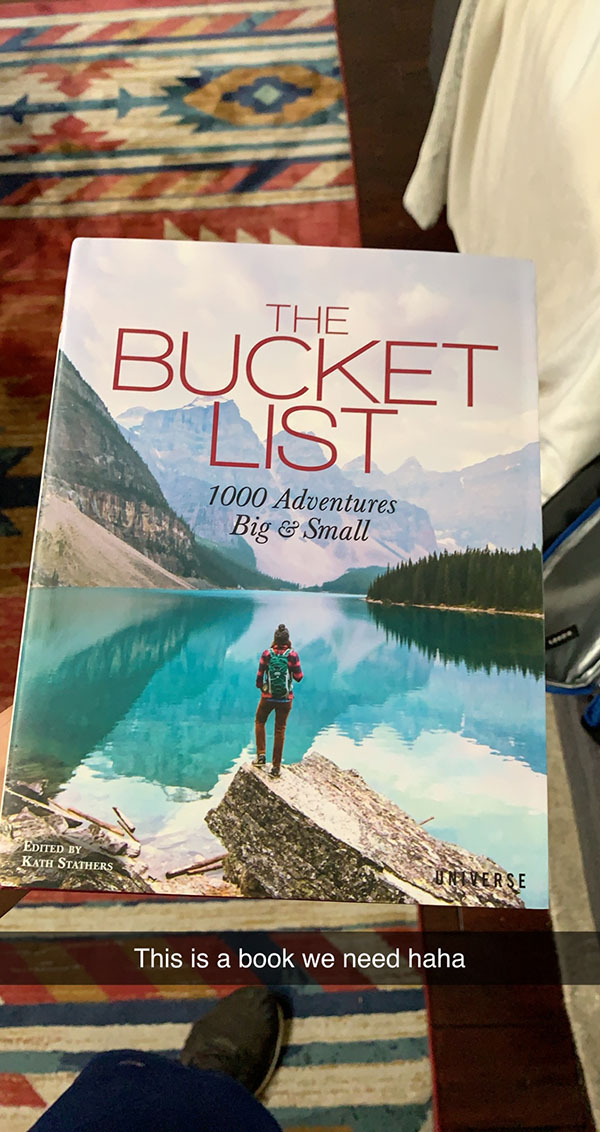 THE
BUCKET
LIST
1000 Adventures
Big & Small
EDITED BY
KATH STATHERS
UNIVERSE
This is a book we need haha